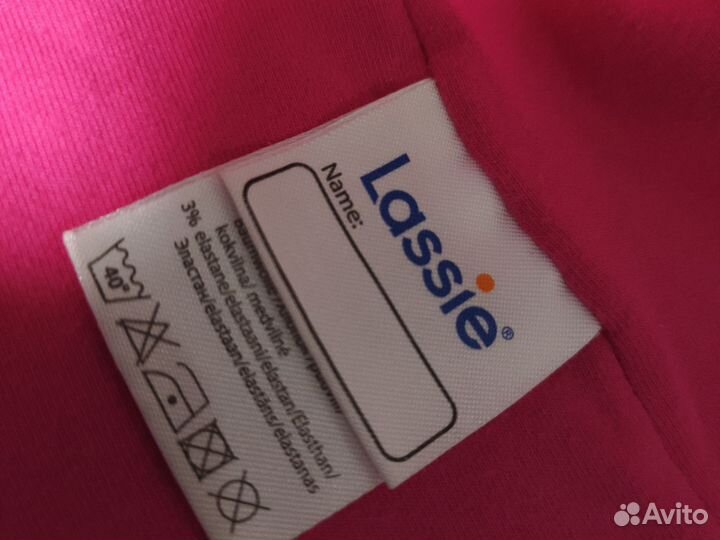 Lassie®
Name:
kokvilna/ medvilnė
3% elastane/elastaani/elastan/Elasthan/
Эластан/elastaan/elastāns/elastanas
40°
Avito